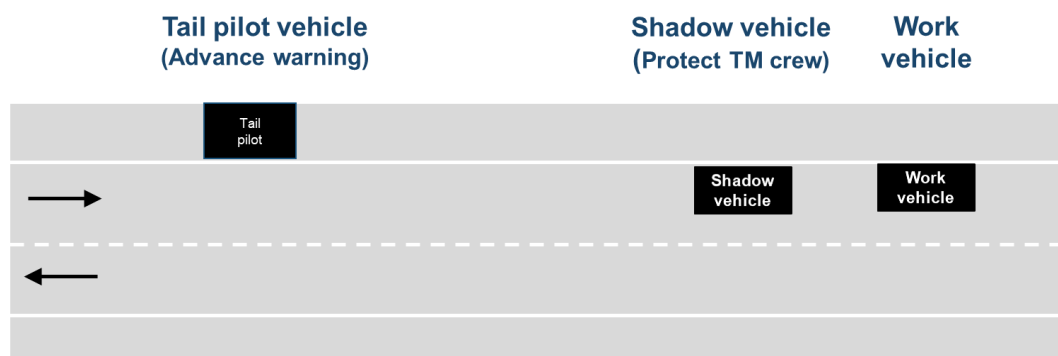 Tail pilot vehicle
(Advance warning)
Shadow vehicle
(Protect TM crew)
Work
vehicle
Tail
pilot
Shadow
vehicle
Work
vehicle